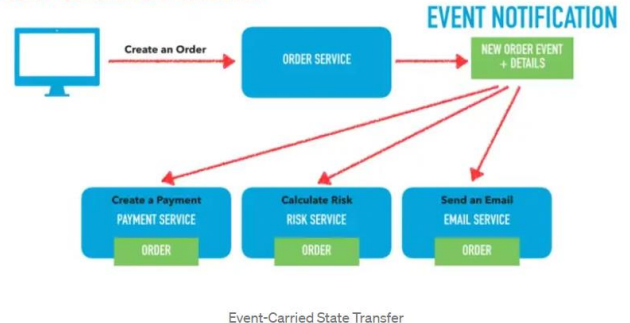 EVENT NOTIFICATION
Create an Order
ORDER SERVICE
NEW ORDER EVENT
+ DETAILS
Create a Payment
PAYMENT SERVICE
ORDER
Calculate Risk
RISK SERVICE
ORDER
Send an Email
EMAIL SERVICE
ORDER
Event-Carried State Transfer